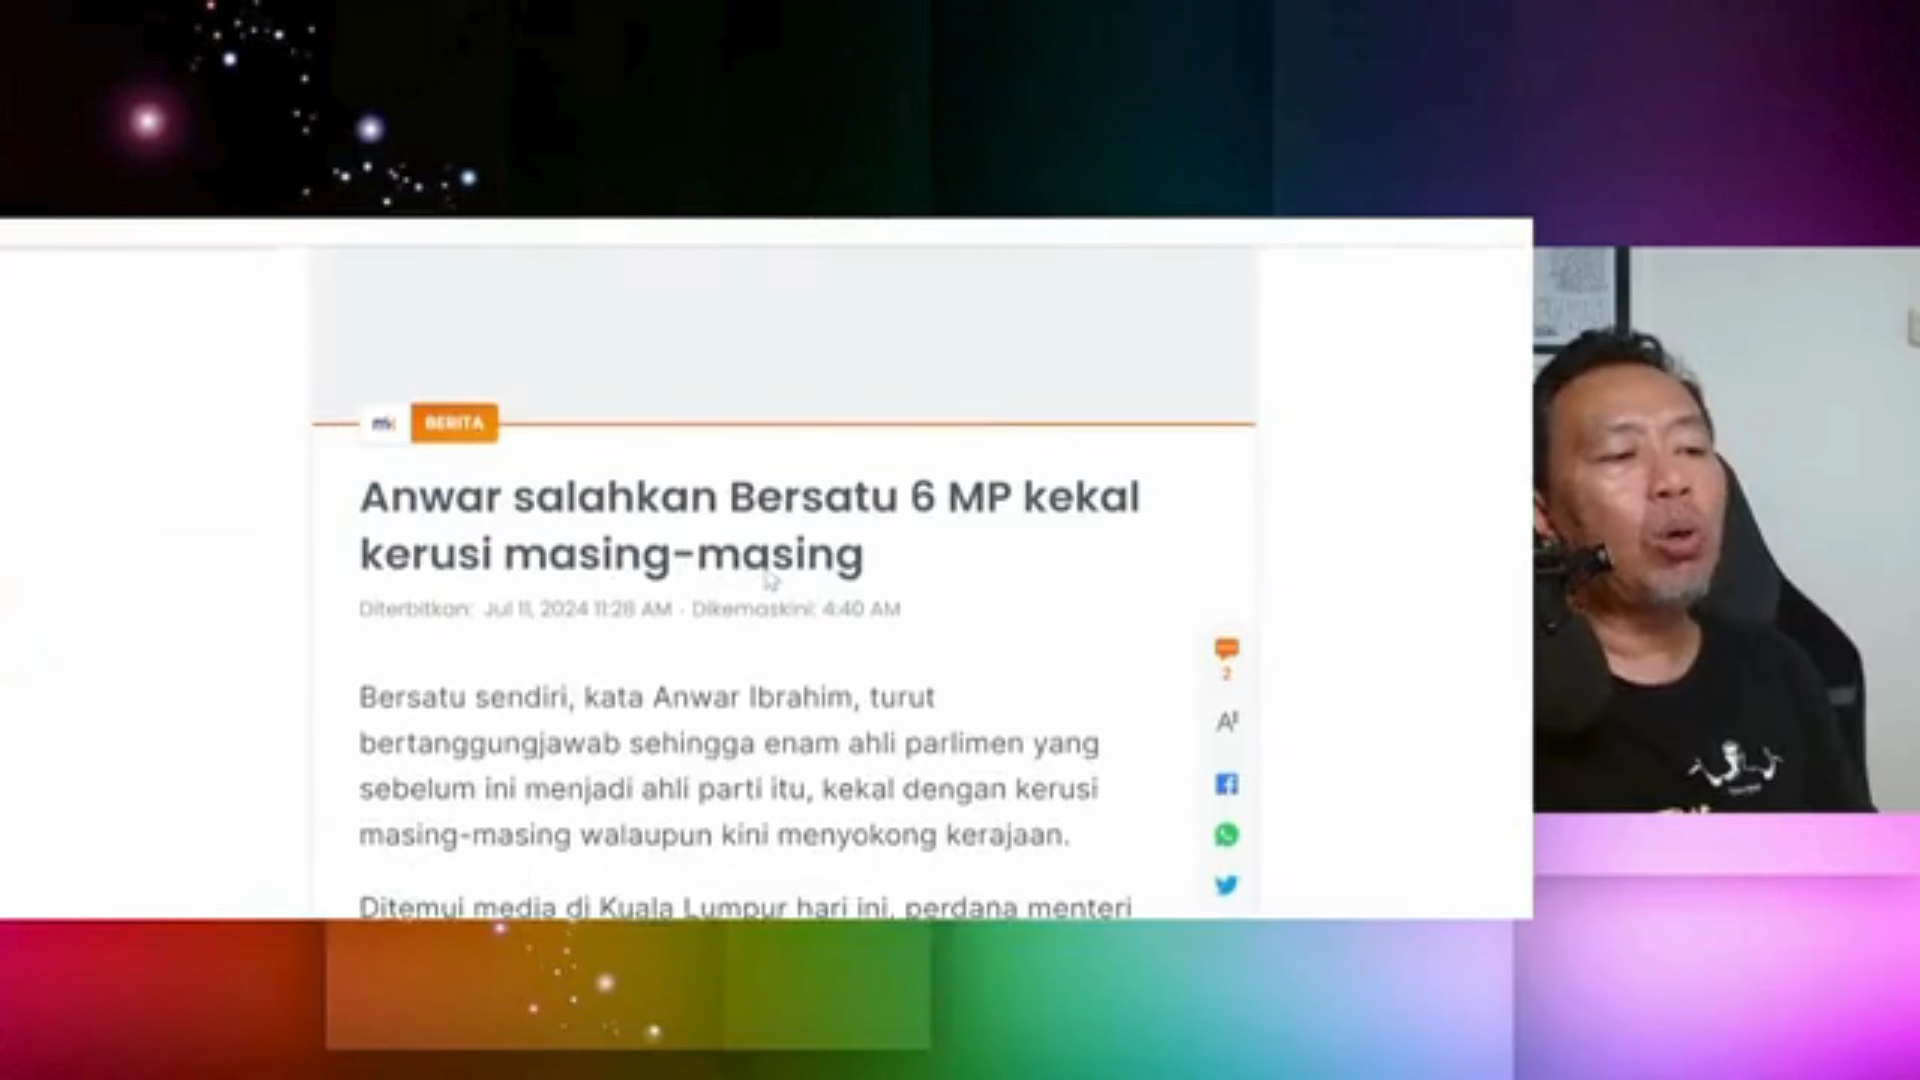 mk BERITA
Anwar salahkan Bersatu 6 MP kekal
kerusi masing-masing
Diterbitkan: Jul 11, 2024 11:28 AM · Dikemaskini: 4:40 AM
2
Bersatu sendiri, kata Anwar Ibrahim, turut
bertanggungjawab sehingga enam ahli parlimen yang
sebelum ini menjadi ahli parti itu, kekal dengan kerusi
masing-masing walaupun kini menyokong kerajaan.
Ditemui media di Kuala Lumpur hari ini, perdana menteri